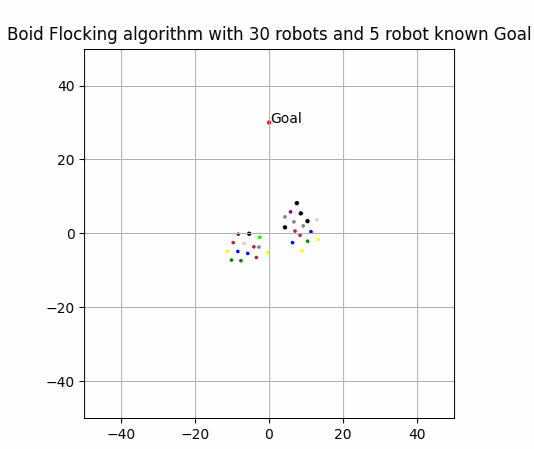 Boid Flocking algorithm with 30 robots and 5 robot known Goal
40
Goal
20
0
−20
−40
−40 −20 0 20 40